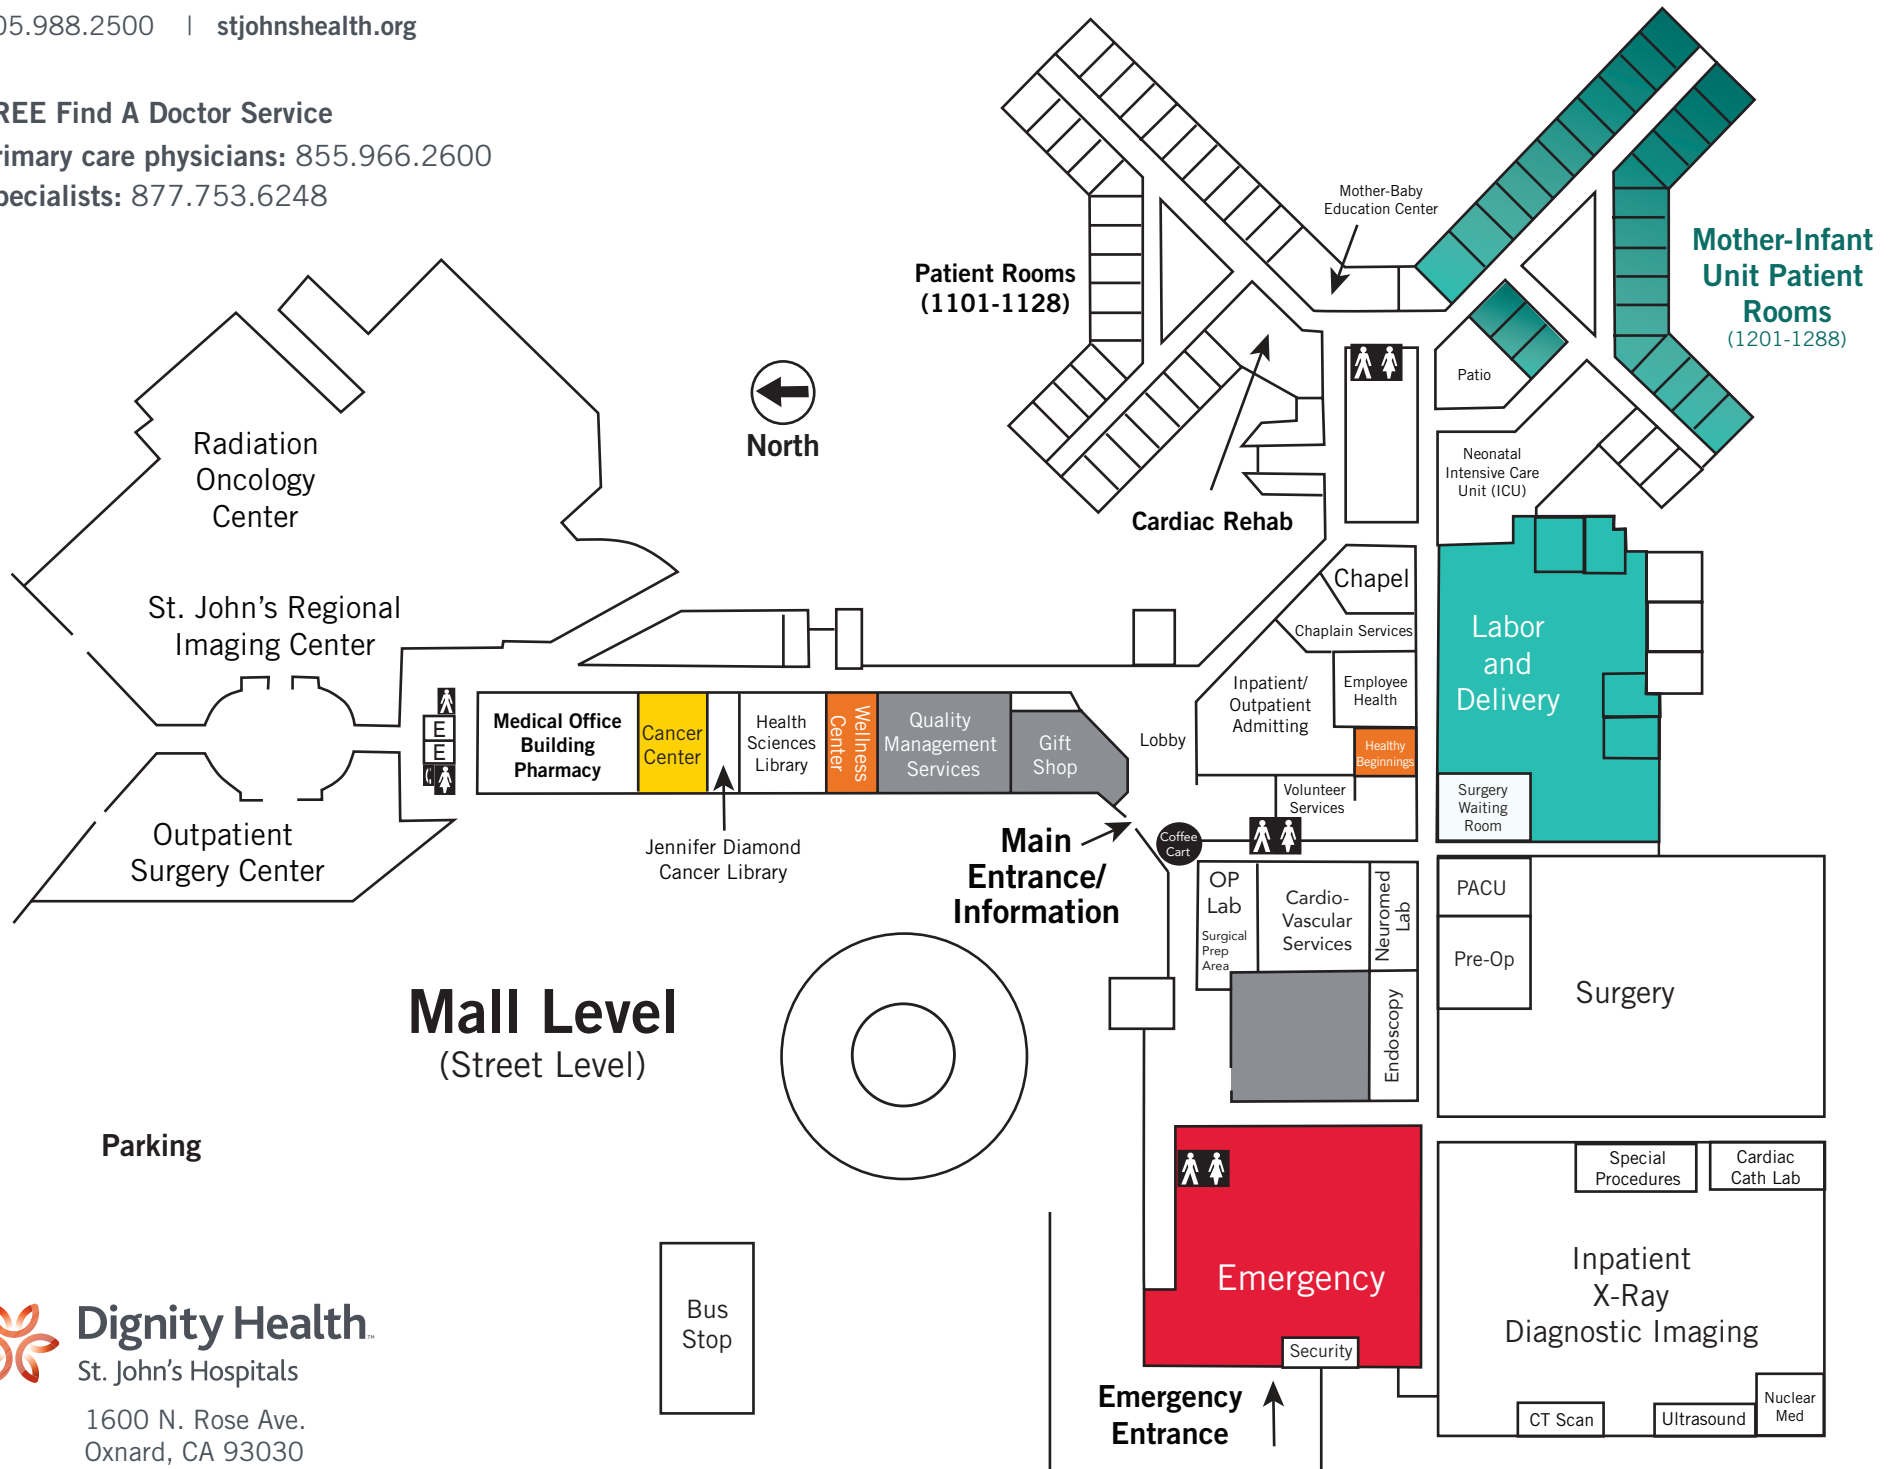 05.988.2500 | stjohnshealth.org
REE Find A Doctor Service
rimary care physicians: 855.966.2600
pecialists: 877.753.6248
Mother-Baby
Education Center
Mother-Infant
Unit Patient
Rooms
(1201-1288)
Patient Rooms
(1101-1128)
Patio
North
Radiation
Oncology
Center
Neonatal
Intensive Care
Unit (ICU)
Cardiac Rehab
Chapel
Chaplain Services
St. John's Regional
Imaging Center
Labor
and
Delivery
Inpatient/
Outpatient
Admitting
Employee
Health
E
E
Medical Office
Building
Pharmacy
Cancer
Center
Health
Sciences
Library
Wellness
Center
Quality
Management
Services
Gift
Shop
Lobby
Healthy
Beginnings
Volunteer
Services
Surgery
Waiting
Room
Outpatient
Surgery Center
Jennifer Diamond
Cancer Library
Main
Entrance/
Information
Coffee
Cart
OP
Lab
Surgical
Prep
Area
Cardio-
Vascular
Services
Neuromed
Lab
PACU
Pre-Op
Surgery
Endoscopy
Mall Level
(Street Level)
Parking
Special
Procedures
Cardiac
Cath Lab
Emergency
Inpatient
X-Ray
Diagnostic Imaging
Bus
Stop
Security
Emergency
Entrance
CT Scan
Ultrasound
Nuclear
Med
Dignity Health™
St. John's Hospitals
1600 N. Rose Ave.
Oxnard, CA 93030